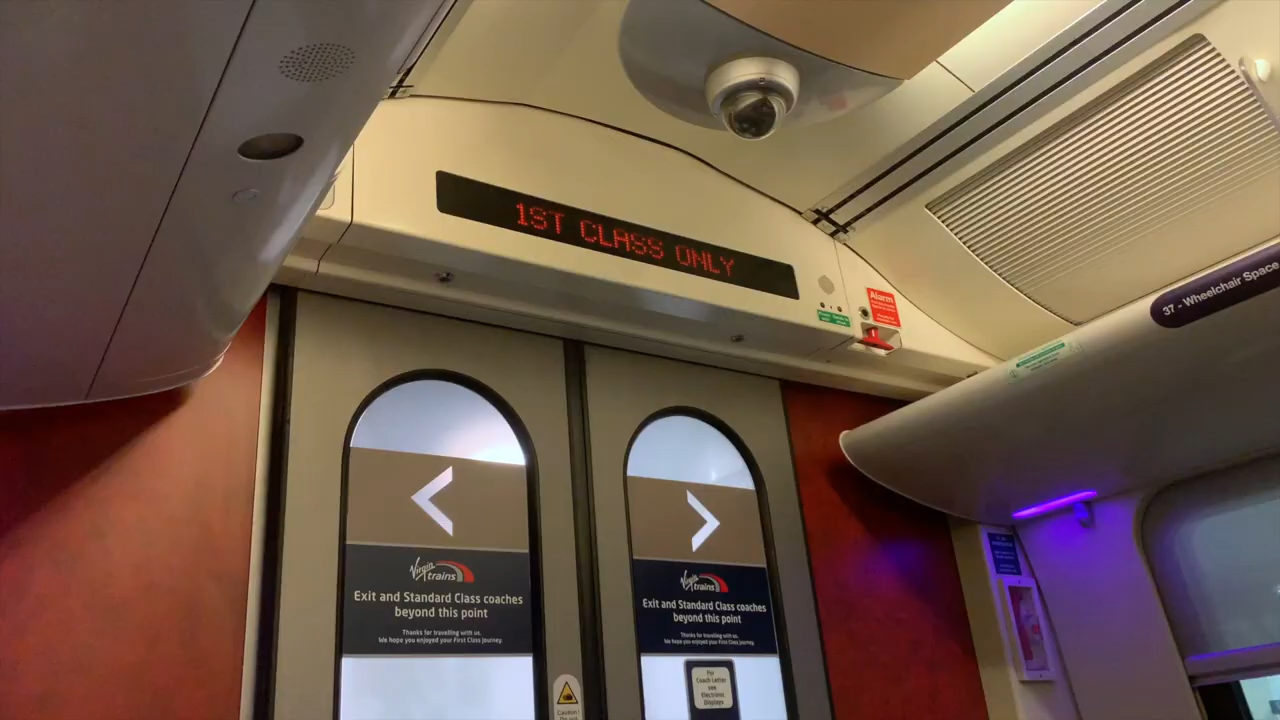 1ST CLASS ONLY
Alarm
37 - Wheelchair Space
<
Virgin
trains
Exit and Standard Class coaches
beyond this point
Thanks for travelling with us.
We hope you enjoyed your First Class journey.
>
Virgin
trains
Exit and Standard Class coaches
beyond this point
Thanks for travelling with us.
We hope you enjoyed your First Class journey.
For
Coach Letter
see
Electronic
Displays
Caution!